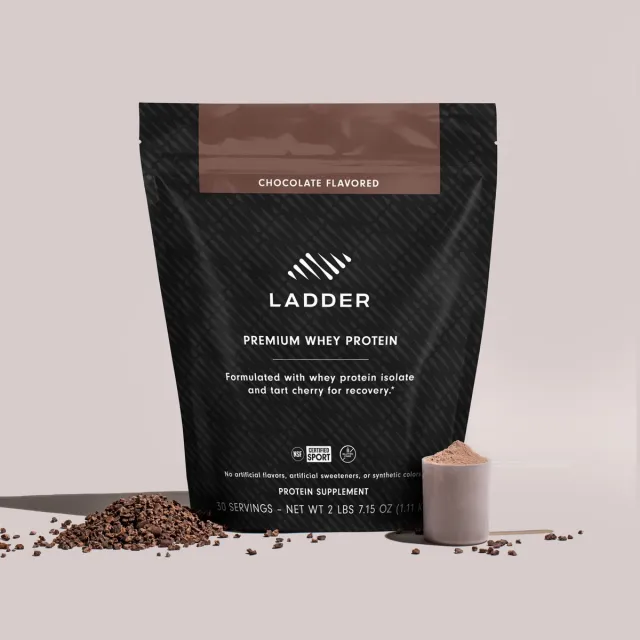 CHOCOLATE FLAVORED
LADDER
PREMIUM WHEY PROTEIN
Formulated with whey protein isolate
and tart cherry for recovery.*
NSF CERTIFIED SPORT
No artificial flavors, artificial sweeteners, or synthetic colors
PROTEIN SUPPLEMENT
30 SERVINGS – NET WT 2 LBS 7.15 OZ (1.11